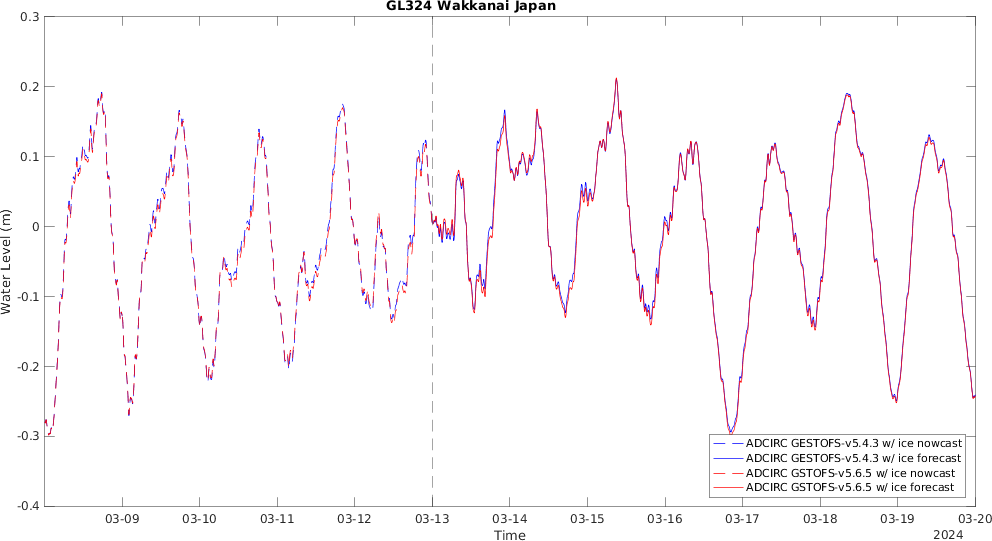 GL324 Wakkanai Japan
0.3
0.2
0.1
0
-0.1
-0.2
-0.3
-0.4
Water Level (m)
ADCIRC GESTOFS-v5.4.3 w/ ice nowcast
ADCIRC GESTOFS-v5.4.3 w/ ice forecast
ADCIRC GSTOFS-v5.6.5 w/ ice nowcast
ADCIRC GSTOFS-v5.6.5 w/ ice forecast
03-09 03-10 03-11 03-12 03-13 03-14 03-15 03-16 03-17 03-18 03-19 03-20
Time
2024